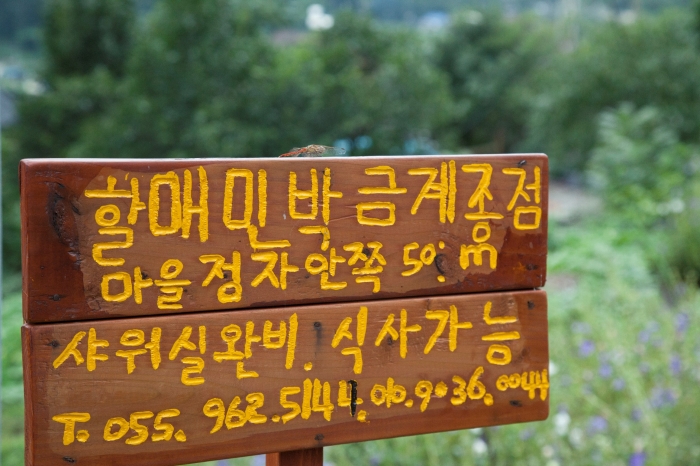 할매민박금계종점
마을정자안쪽 50m
샤워실완비. 식사가능
T. 055. 962.5144. 010.9036.0044